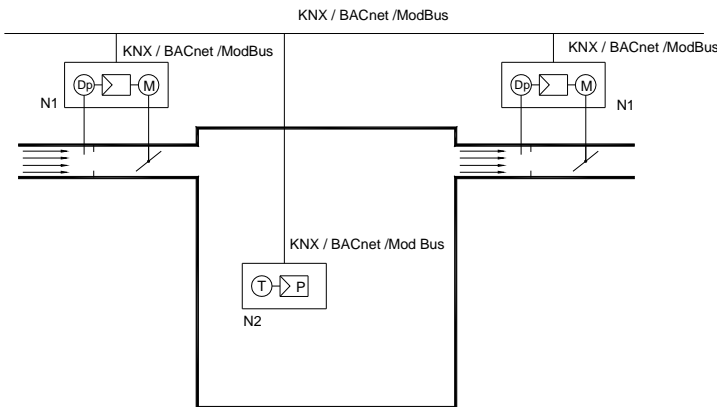 KNX / BACnet /ModBus
KNX / BACnet /ModBus
KNX / BACnet /ModBus
Dp
M
Dp
M
N1
N1
KNX / BACnet /Mod Bus
T
P
N2